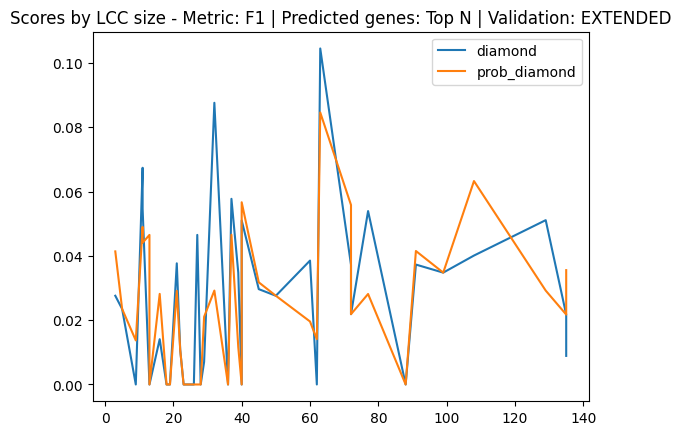 Scores by LCC size - Metric: F1 | Predicted genes: Top N | Validation: EXTENDED
diamond
prob_diamond
0.10
0.08
0.06
0.04
0.02
0.00
0 20 40 60 80 100 120 140